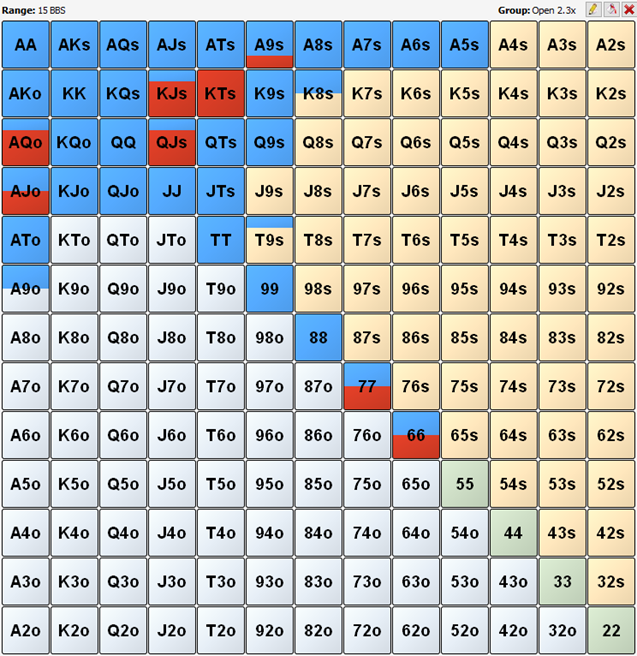 Range: 15 BBS Group: Open 2.3x
AA AKs AQs AJs ATs A9s A8s A7s A6s A5s A4s A3s A2s
AKo KK KQs KJs KTs K9s K8s K7s K6s K5s K4s K3s K2s
AQo KQo QQ QJs QTs Q9s Q8s Q7s Q6s Q5s Q4s Q3s Q2s
AJo KJo QJo JJ JTs J9s J8s J7s J6s J5s J4s J3s J2s
ATo KTo QTo JTo TT T9s T8s T7s T6s T5s T4s T3s T2s
A9o K9o Q9o J9o T9o 99 98s 97s 96s 95s 94s 93s 92s
A8o K8o Q8o J8o T8o 98o 88 87s 86s 85s 84s 83s 82s
A7o K7o Q7o J7o T7o 97o 87o 77 76s 75s 74s 73s 72s
A6o K6o Q6o J6o T6o 96o 86o 76o 66 65s 64s 63s 62s
A5o K5o Q5o J5o T5o 95o 85o 75o 65o 55 54s 53s 52s
A4o K4o Q4o J4o T4o 94o 84o 74o 64o 54o 44 43s 42s
A3o K3o Q3o J3o T3o 93o 83o 73o 63o 53o 43o 33 32s
A2o K2o Q2o J2o T2o 92o 82o 72o 62o 52o 42o 32o 22